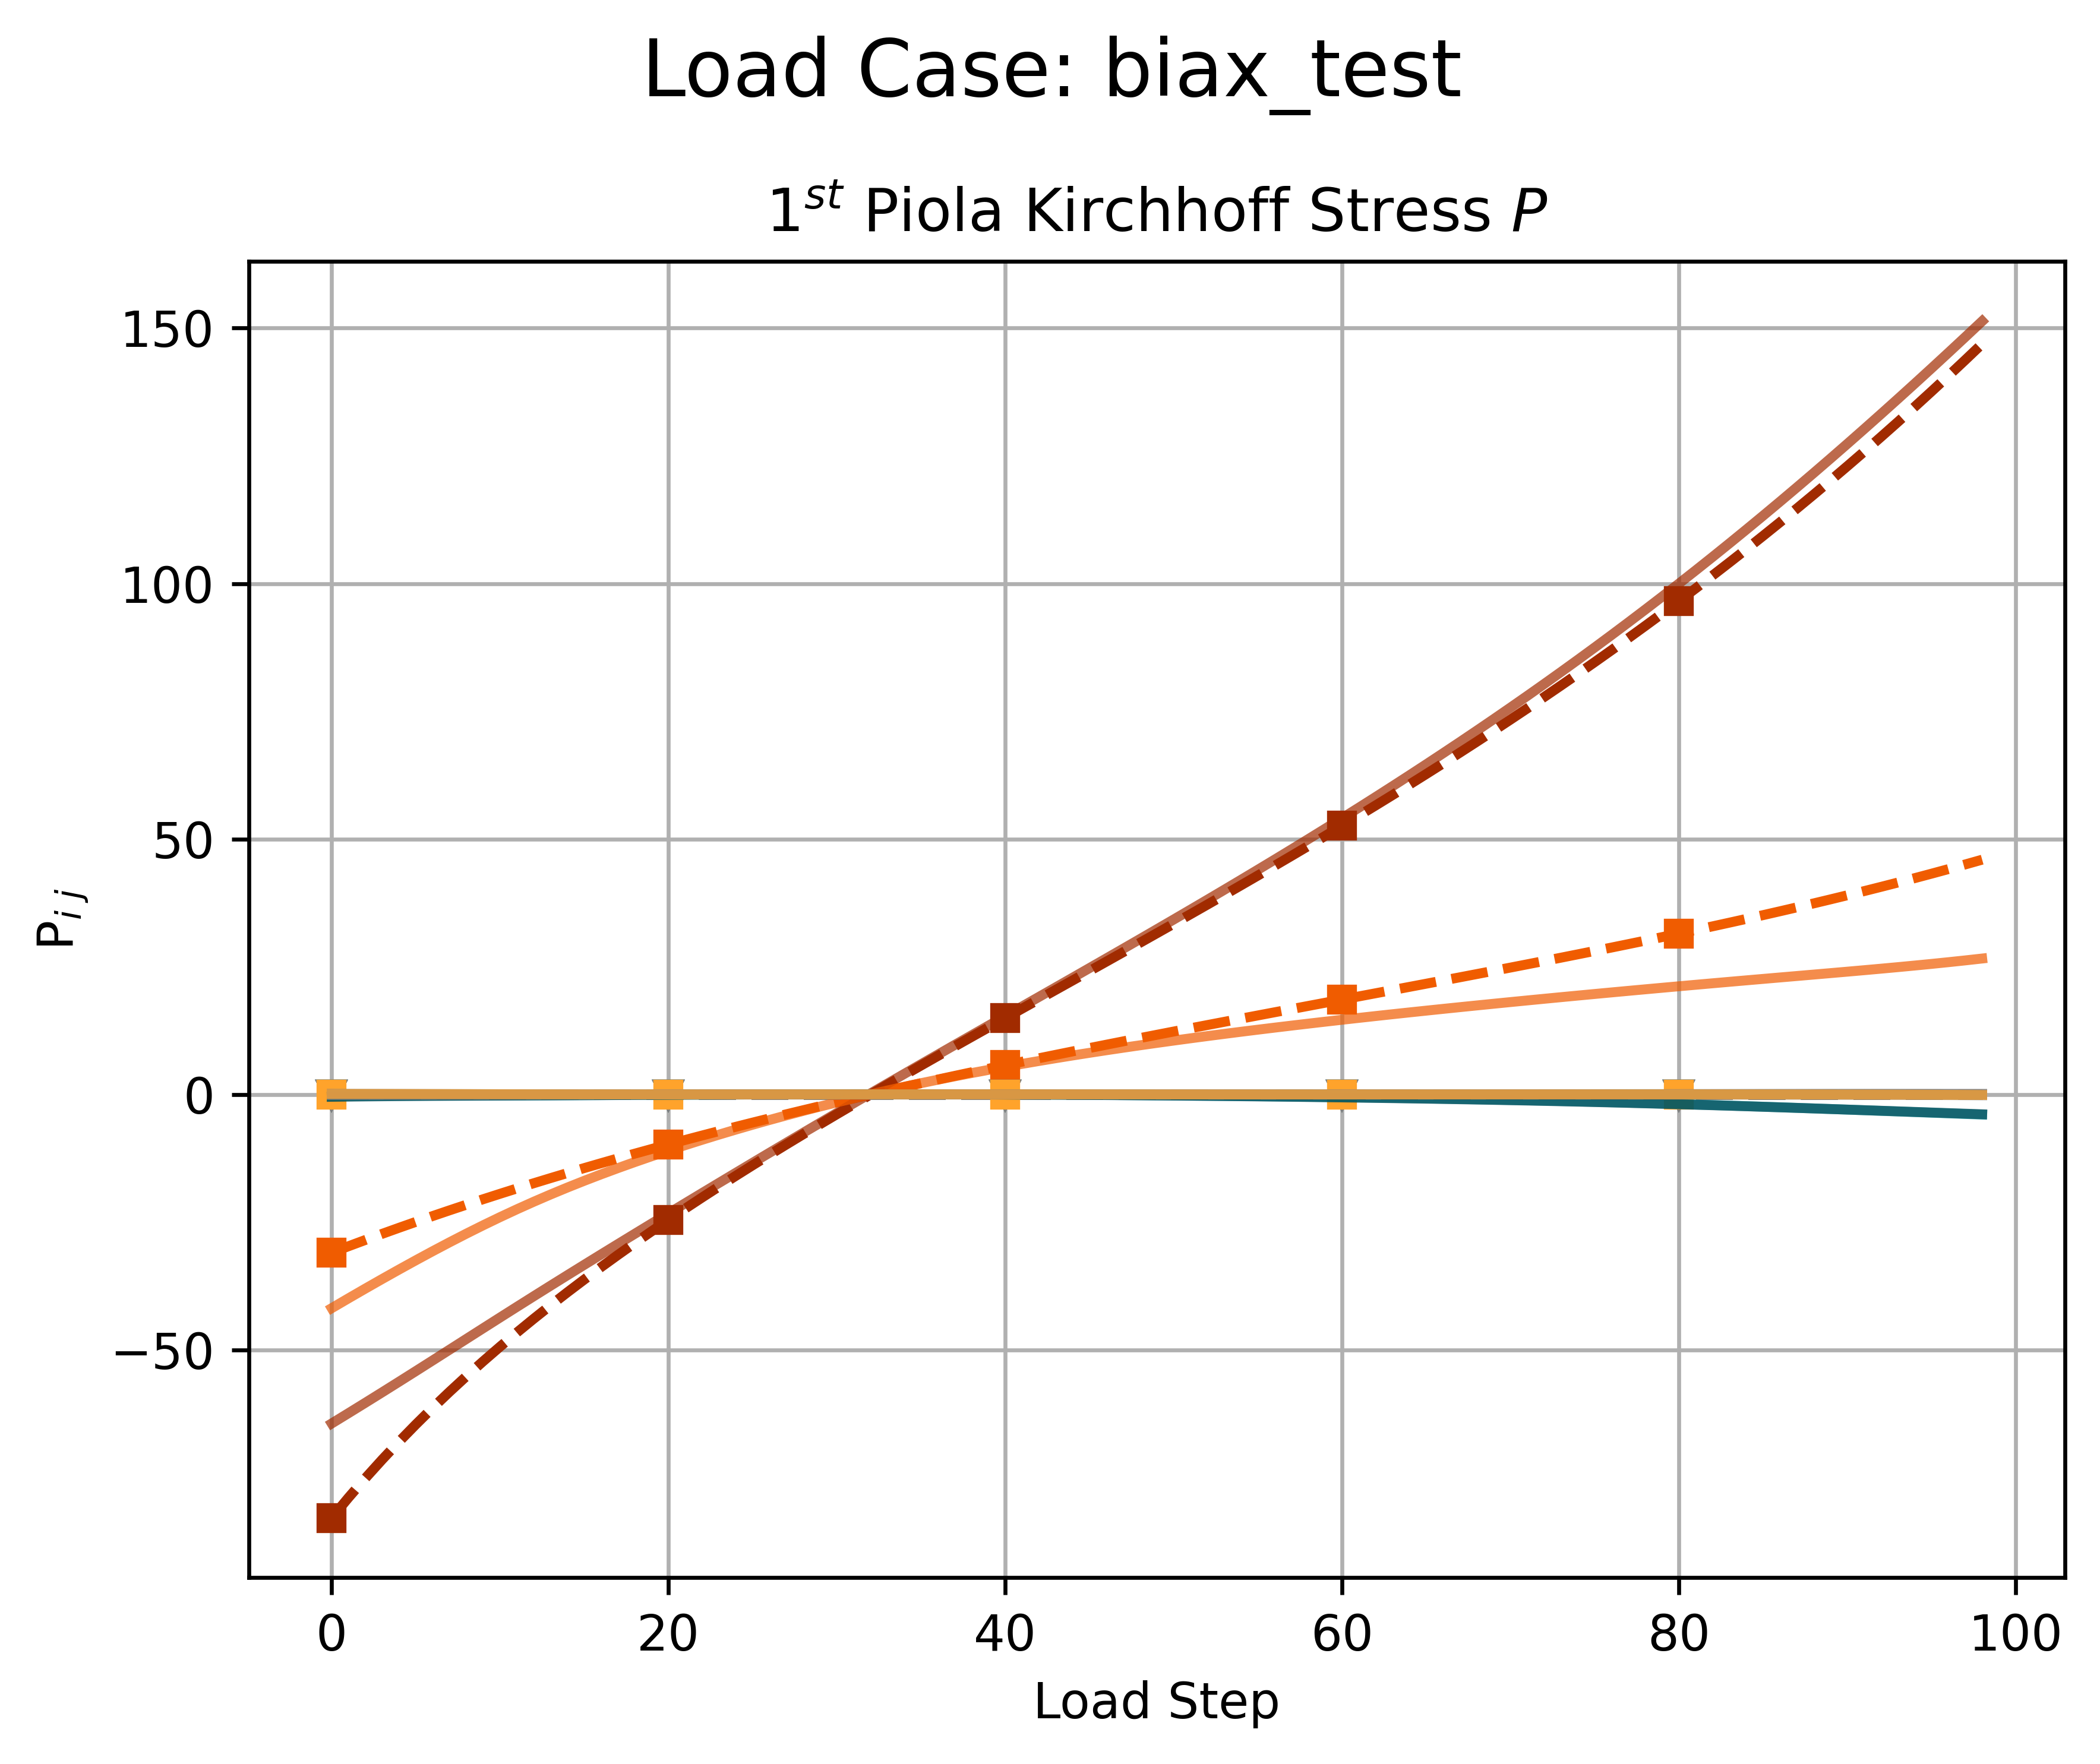 Load Case: biax_test
1st Piola Kirchhoff Stress P
150
100
50
0
−50
P i j
0 20 40 60 80 100
Load Step